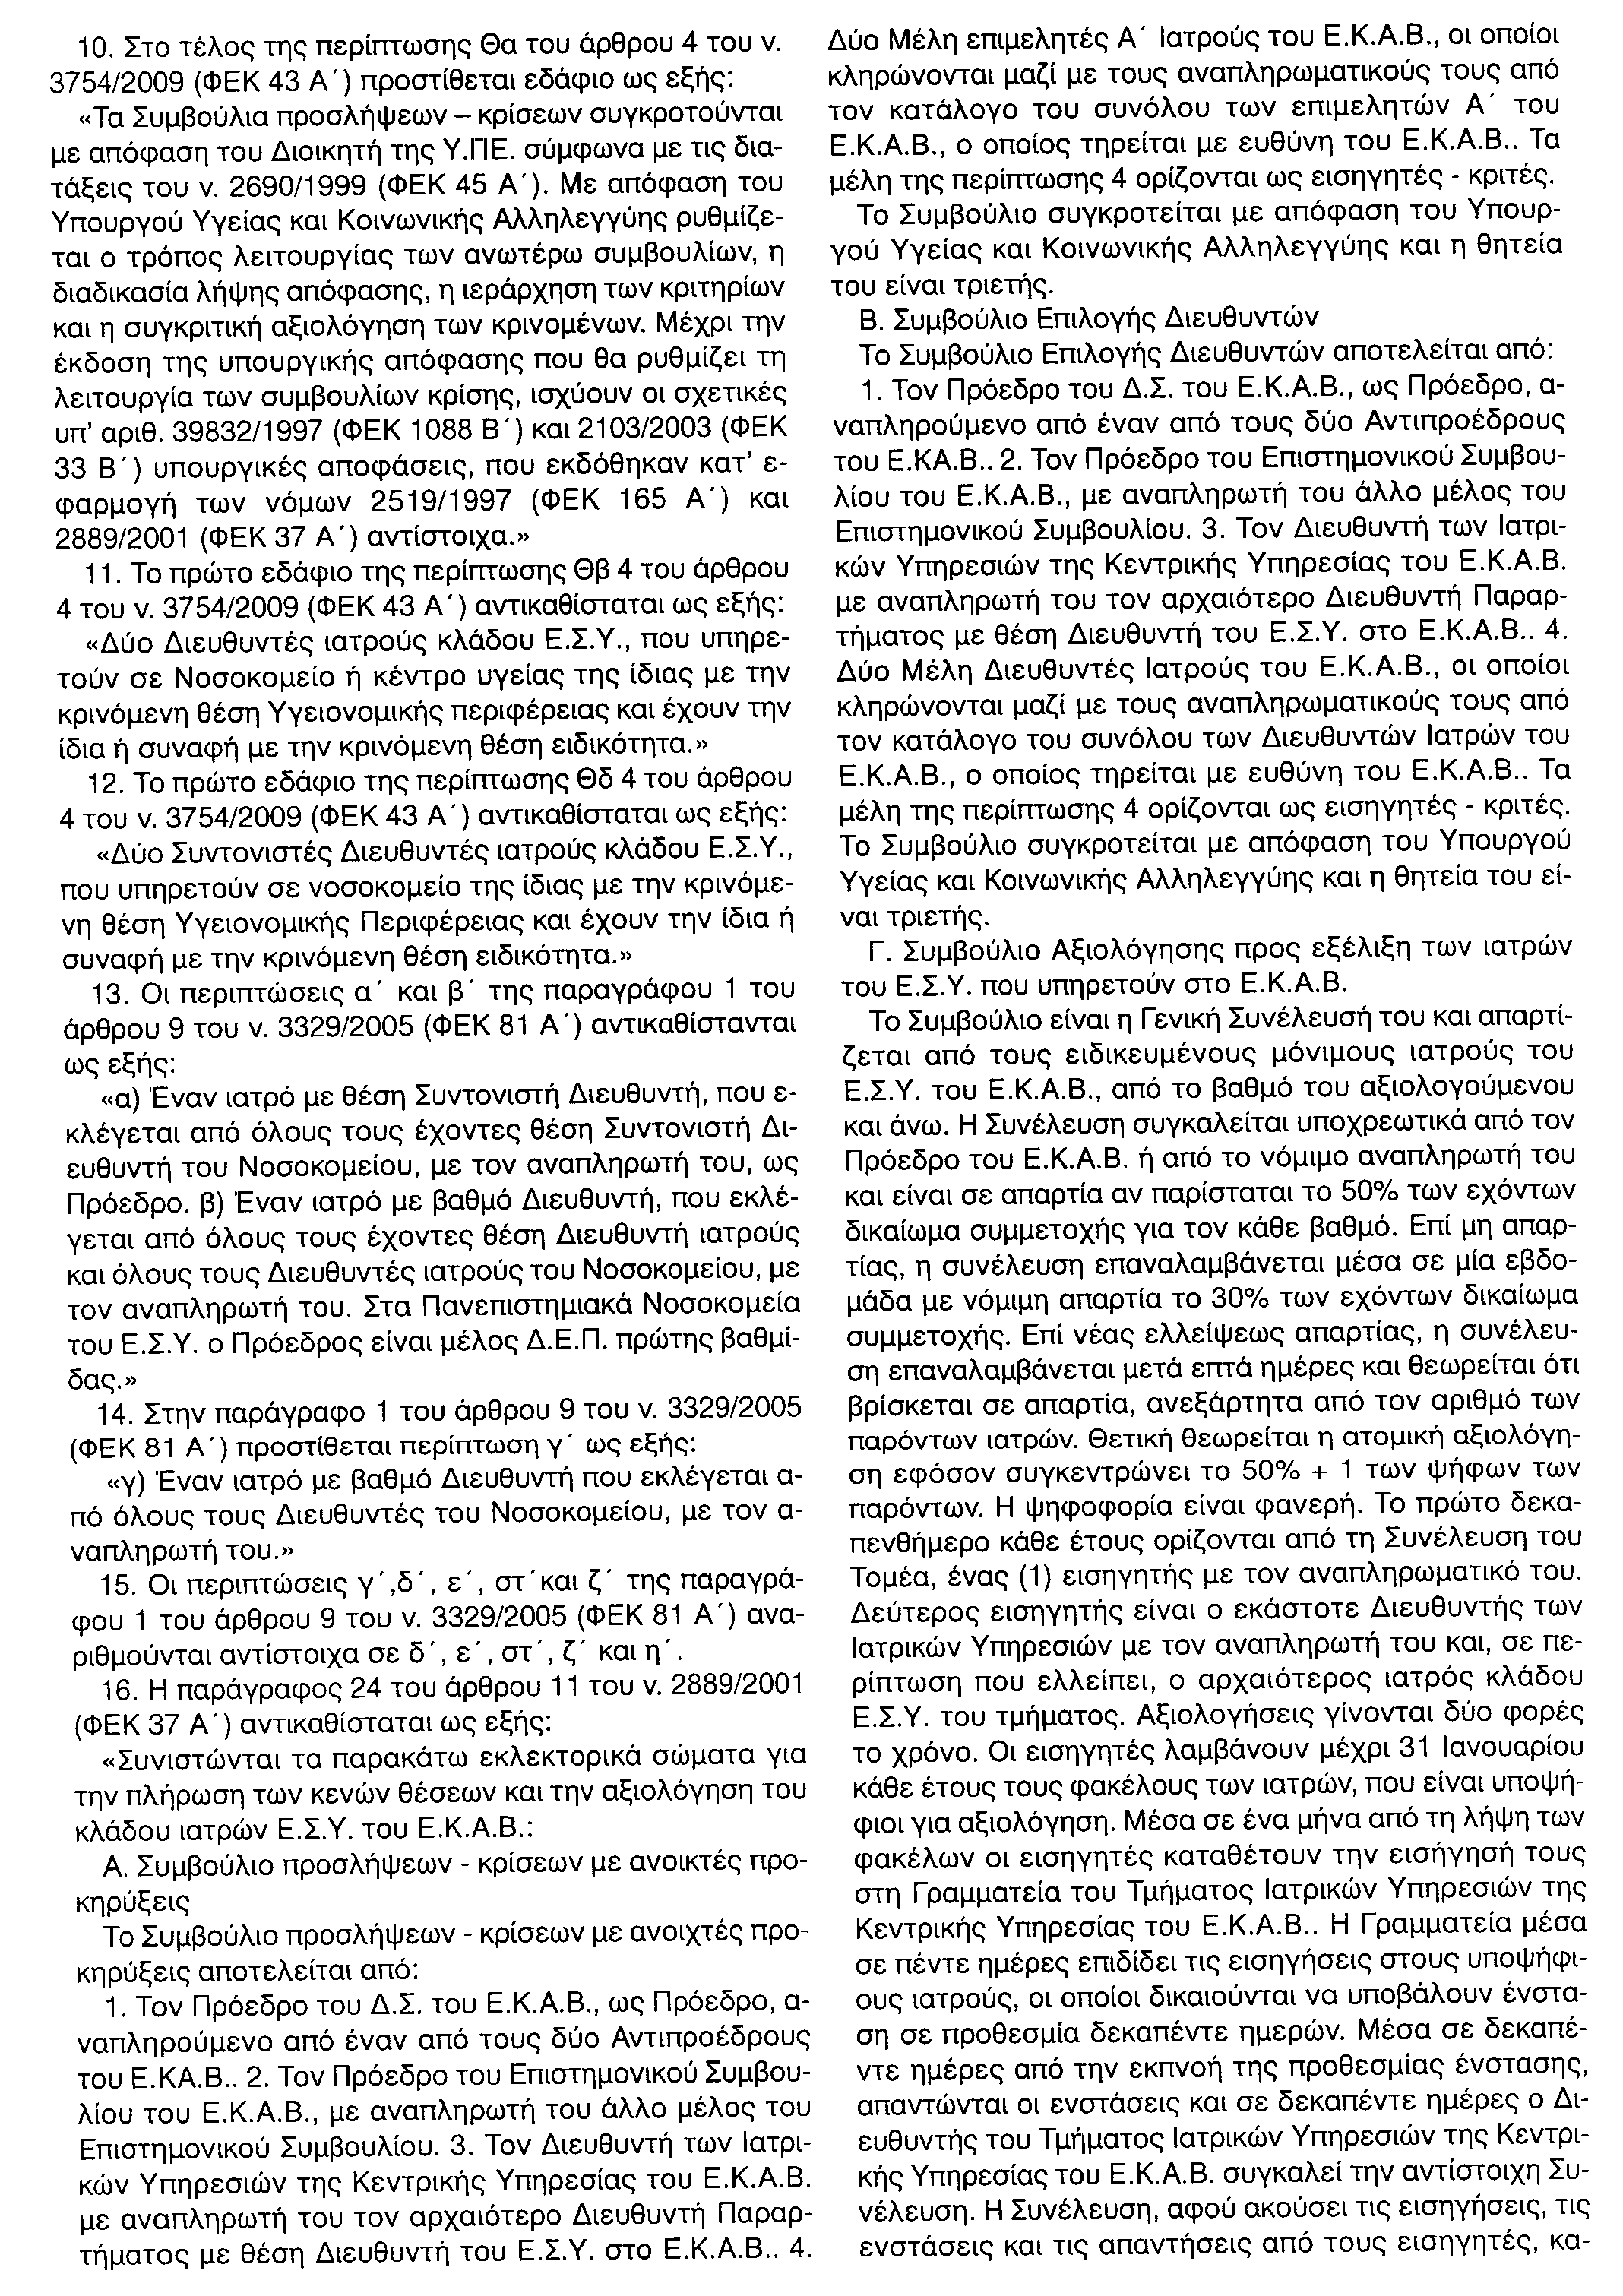 10. Στο τέλος της περίπτωσης Θα του άρθρου 4 του ν.
3754/2009 (ΦΕΚ 43 Α΄) προστίθεται εδάφιο ως εξής:
«Τα Συμβούλια προσλήψεων – κρίσεων συγκροτούνται
με απόφαση του Διοικητή της Υ.ΠΕ. σύμφωνα με τις δια-
τάξεις του ν. 2690/1999 (ΦΕΚ 45 Α΄). Με απόφαση του
Υπουργού Υγείας και Κοινωνικής Αλληλεγγύης ρυθμίζε-
ται ο τρόπος λειτουργίας των ανωτέρω συμβουλίων, η
διαδικασία λήψης απόφασης, η ιεράρχηση των κριτηρίων
και η συγκριτική αξιολόγηση των κρινομένων. Μέχρι την
έκδοση της υπουργικής απόφασης που θα ρυθμίζει τη
λειτουργία των συμβουλίων κρίσης, ισχύουν οι σχετικές
υπ’ αριθ. 39832/1997 (ΦΕΚ 1088 Β΄) και 2103/2003 (ΦΕΚ
33 Β΄) υπουργικές αποφάσεις, που εκδόθηκαν κατ’ ε-
φαρμογή των νόμων 2519/1997 (ΦΕΚ 165 Α΄) και
2889/2001 (ΦΕΚ 37 Α΄) αντίστοιχα.»
11. Το πρώτο εδάφιο της περίπτωσης Θβ 4 του άρθρου
4 του ν. 3754/2009 (ΦΕΚ 43 Α΄) αντικαθίσταται ως εξής:
«Δύο Διευθυντές ιατρούς κλάδου Ε.Σ.Υ., που υπηρε-
τούν σε Νοσοκομείο ή κέντρο υγείας της ίδιας με την
κρινόμενη θέση Υγειονομικής περιφέρειας και έχουν την
ίδια ή συναφή με την κρινόμενη θέση ειδικότητα.»
12. Το πρώτο εδάφιο της περίπτωσης Θδ 4 του άρθρου
4 του ν. 3754/2009 (ΦΕΚ 43 Α΄) αντικαθίσταται ως εξής:
«Δύο Συντονιστές Διευθυντές ιατρούς κλάδου Ε.Σ.Υ.,
που υπηρετούν σε νοσοκομείο της ίδιας με την κρινόμε-
νη θέση Υγειονομικής Περιφέρειας και έχουν την ίδια ή
συναφή με την κρινόμενη θέση ειδικότητα.»
13. Οι περιπτώσεις α΄ και β΄ της παραγράφου 1 του
άρθρου 9 του ν. 3329/2005 (ΦΕΚ 81 Α΄) αντικαθίστανται
ως εξής:
«α) Έναν ιατρό με θέση Συντονιστή Διευθυντή, που ε-
κλέγεται από όλους τους έχοντες θέση Συντονιστή Δι-
ευθυντή του Νοσοκομείου, με τον αναπληρωτή του, ως
Πρόεδρο. β) Έναν ιατρό με βαθμό Διευθυντή, που εκλέ-
γεται από όλους τους έχοντες θέση Διευθυντή ιατρούς
και όλους τους Διευθυντές ιατρούς του Νοσοκομείου, με
τον αναπληρωτή του. Στα Πανεπιστημιακά Νοσοκομεία
του Ε.Σ.Υ. ο Πρόεδρος είναι μέλος Δ.Ε.Π. πρώτης βαθμί-
δας.»
14. Στην παράγραφο 1 του άρθρου 9 του ν. 3329/2005
(ΦΕΚ 81 Α΄) προστίθεται περίπτωση γ΄ ως εξής:
«γ) Έναν ιατρό με βαθμό Διευθυντή που εκλέγεται α-
πό όλους τους Διευθυντές του Νοσοκομείου, με τον α-
ναπληρωτή του.»
15. Οι περιπτώσεις γ΄,δ΄, ε΄, στ΄και ζ΄ της παραγρά-
φου 1 του άρθρου 9 του ν. 3329/2005 (ΦΕΚ 81 Α΄) ανα-
ριθμούνται αντίστοιχα σε δ΄, ε΄, στ΄, ζ΄ και η΄.
16. Η παράγραφος 24 του άρθρου 11 του ν. 2889/2001
(ΦΕΚ 37 Α΄) αντικαθίσταται ως εξής:
«Συνιστώνται τα παρακάτω εκλεκτορικά σώματα για
την πλήρωση των κενών θέσεων και την αξιολόγηση του
κλάδου ιατρών Ε.Σ.Υ. του Ε.Κ.Α.Β.:
Α. Συμβούλιο προσλήψεων - κρίσεων με ανοικτές προ-
κηρύξεις
Το Συμβούλιο προσλήψεων - κρίσεων με ανοιχτές προ-
κηρύξεις αποτελείται από:
1. Τον Πρόεδρο του Δ.Σ. του Ε.Κ.Α.Β., ως Πρόεδρο, α-
ναπληρούμενο από έναν από τους δύο Αντιπροέδρους
του Ε.ΚΑ.Β.. 2. Τον Πρόεδρο του Επιστημονικού Συμβου-
λίου του Ε.Κ.Α.Β., με αναπληρωτή του άλλο μέλος του
Επιστημονικού Συμβουλίου. 3. Τον Διευθυντή των Ιατρι-
κών Υπηρεσιών της Κεντρικής Υπηρεσίας του Ε.Κ.Α.Β.
με αναπληρωτή του τον αρχαιότερο Διευθυντή Παραρ-
τήματος με θέση Διευθυντή του Ε.Σ.Υ. στο Ε.Κ.Α.Β.. 4.
Δύο Μέλη επιμελητές Α΄ Ιατρούς του Ε.Κ.Α.Β., οι οποίοι
κληρώνονται μαζί με τους αναπληρωματικούς τους από
τον κατάλογο του συνόλου των επιμελητών Α΄ του
Ε.Κ.Α.Β., ο οποίος τηρείται με ευθύνη του Ε.Κ.Α.Β.. Τα
μέλη της περίπτωσης 4 ορίζονται ως εισηγητές - κριτές.
Το Συμβούλιο συγκροτείται με απόφαση του Υπουρ-
γού Υγείας και Κοινωνικής Αλληλεγγύης και η θητεία
του είναι τριετής.
Β. Συμβούλιο Επιλογής Διευθυντών
Το Συμβούλιο Επιλογής Διευθυντών αποτελείται από:
1. Τον Πρόεδρο του Δ.Σ. του Ε.Κ.Α.Β., ως Πρόεδρο, α-
ναπληρούμενο από έναν από τους δύο Αντιπροέδρους
του Ε.ΚΑ.Β.. 2. Τον Πρόεδρο του Επιστημονικού Συμβου-
λίου του Ε.Κ.Α.Β., με αναπληρωτή του άλλο μέλος του
Επιστημονικού Συμβουλίου. 3. Τον Διευθυντή των Ιατρι-
κών Υπηρεσιών της Κεντρικής Υπηρεσίας του Ε.Κ.Α.Β.
με αναπληρωτή του τον αρχαιότερο Διευθυντή Παραρ-
τήματος με θέση Διευθυντή του Ε.Σ.Υ. στο Ε.Κ.Α.Β.. 4.
Δύο Μέλη Διευθυντές Ιατρούς του Ε.Κ.Α.Β., οι οποίοι
κληρώνονται μαζί με τους αναπληρωματικούς τους από
τον κατάλογο του συνόλου των Διευθυντών Ιατρών του
Ε.Κ.Α.Β., ο οποίος τηρείται με ευθύνη του Ε.Κ.Α.Β.. Τα
μέλη της περίπτωσης 4 ορίζονται ως εισηγητές - κριτές.
Το Συμβούλιο συγκροτείται με απόφαση του Υπουργού
Υγείας και Κοινωνικής Αλληλεγγύης και η θητεία του εί-
ναι τριετής.
Γ. Συμβούλιο Αξιολόγησης προς εξέλιξη των ιατρών
του Ε.Σ.Υ. που υπηρετούν στο Ε.Κ.Α.Β.
Το Συμβούλιο είναι η Γενική Συνέλευσή του και απαρτί-
ζεται από τους ειδικευμένους μόνιμους ιατρούς του
Ε.Σ.Υ. του Ε.Κ.Α.Β., από το βαθμό του αξιολογούμενου
και άνω. Η Συνέλευση συγκαλείται υποχρεωτικά από τον
Πρόεδρο του Ε.Κ.Α.Β. ή από το νόμιμο αναπληρωτή του
και είναι σε απαρτία αν παρίσταται το 50% των εχόντων
δικαίωμα συμμετοχής για τον κάθε βαθμό. Επί μη απαρ-
τίας, η συνέλευση επαναλαμβάνεται μέσα σε μία εβδο-
μάδα με νόμιμη απαρτία το 30% των εχόντων δικαίωμα
συμμετοχής. Επί νέας ελλείψεως απαρτίας, η συνέλευ-
ση επαναλαμβάνεται μετά επτά ημέρες και θεωρείται ότι
βρίσκεται σε απαρτία, ανεξάρτητα από τον αριθμό των
παρόντων ιατρών. Θετική θεωρείται η ατομική αξιολόγη-
ση εφόσον συγκεντρώνει το 50% + 1 των ψήφων των
παρόντων. Η ψηφοφορία είναι φανερή. Το πρώτο δεκα-
πενθήμερο κάθε έτους ορίζονται από τη Συνέλευση του
Τομέα, ένας (1) εισηγητής με τον αναπληρωματικό του.
Δεύτερος εισηγητής είναι ο εκάστοτε Διευθυντής των
Ιατρικών Υπηρεσιών με τον αναπληρωτή του και, σε πε-
ρίπτωση που ελλείπει, ο αρχαιότερος ιατρός κλάδου
Ε.Σ.Υ. του τμήματος. Αξιολογήσεις γίνονται δύο φορές
το χρόνο. Οι εισηγητές λαμβάνουν μέχρι 31 Ιανουαρίου
κάθε έτους τους φακέλους των ιατρών, που είναι υποψή-
φιοι για αξιολόγηση. Μέσα σε ένα μήνα από τη λήψη των
φακέλων οι εισηγητές καταθέτουν την εισήγησή τους
στη Γραμματεία του Τμήματος Ιατρικών Υπηρεσιών της
Κεντρικής Υπηρεσίας του Ε.Κ.Α.Β.. Η Γραμματεία μέσα
σε πέντε ημέρες επιδίδει τις εισηγήσεις στους υποψήφι-
ους ιατρούς, οι οποίοι δικαιούνται να υποβάλουν ένστα-
ση σε προθεσμία δεκαπέντε ημερών. Μέσα σε δεκαπέ-
ντε ημέρες από την εκπνοή της προθεσμίας ένστασης,
απαντώνται οι ενστάσεις και σε δεκαπέντε ημέρες ο Δι-
ευθυντής του Τμήματος Ιατρικών Υπηρεσιών της Κεντρι-
κής Υπηρεσίας του Ε.Κ.Α.Β. συγκαλεί την αντίστοιχη Συ-
νέλευση. Η Συνέλευση, αφού ακούσει τις εισηγήσεις, τις
ενστάσεις και τις απαντήσεις από τους εισηγητές, κα-